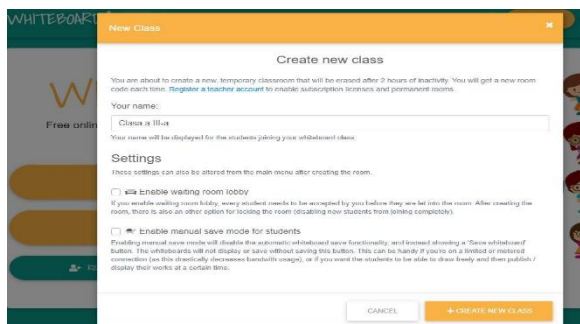 WHITEBOARD
New Class
×
W
Free onlin
Create new class
You are about to create a new, temporary classroom that will be erased after 2 hours of inactivity. You will get a new room
code each time. Register a teacher account to enable subscription licenses and permanent rooms.
Your name:
Clasa a III-a
Your name will be displayed for the students joining your whiteboard class.
Settings
These settings can also be altered from the main menu after creating the room.
Enable waiting room lobby
If you enable waiting room lobby, every student needs to be accepted by you before they are let into the room. After creating the
room, there is also an other option for locking the room (disabling new students from joining completely).
Enable manual save mode for students
Enabling manual save mode will disable the automatic whiteboard save functionality, and instead showing a 'Save whiteboard'
button. The whiteboards will not display or save without saving this button. This can be handy if you're on a limited or metered
connection (as this drastically decreases bandwith usage), or if you want the students to be able to draw freely and then publish /
display their works at a certain time.
CANCEL
+ CREATE NEW CLASS